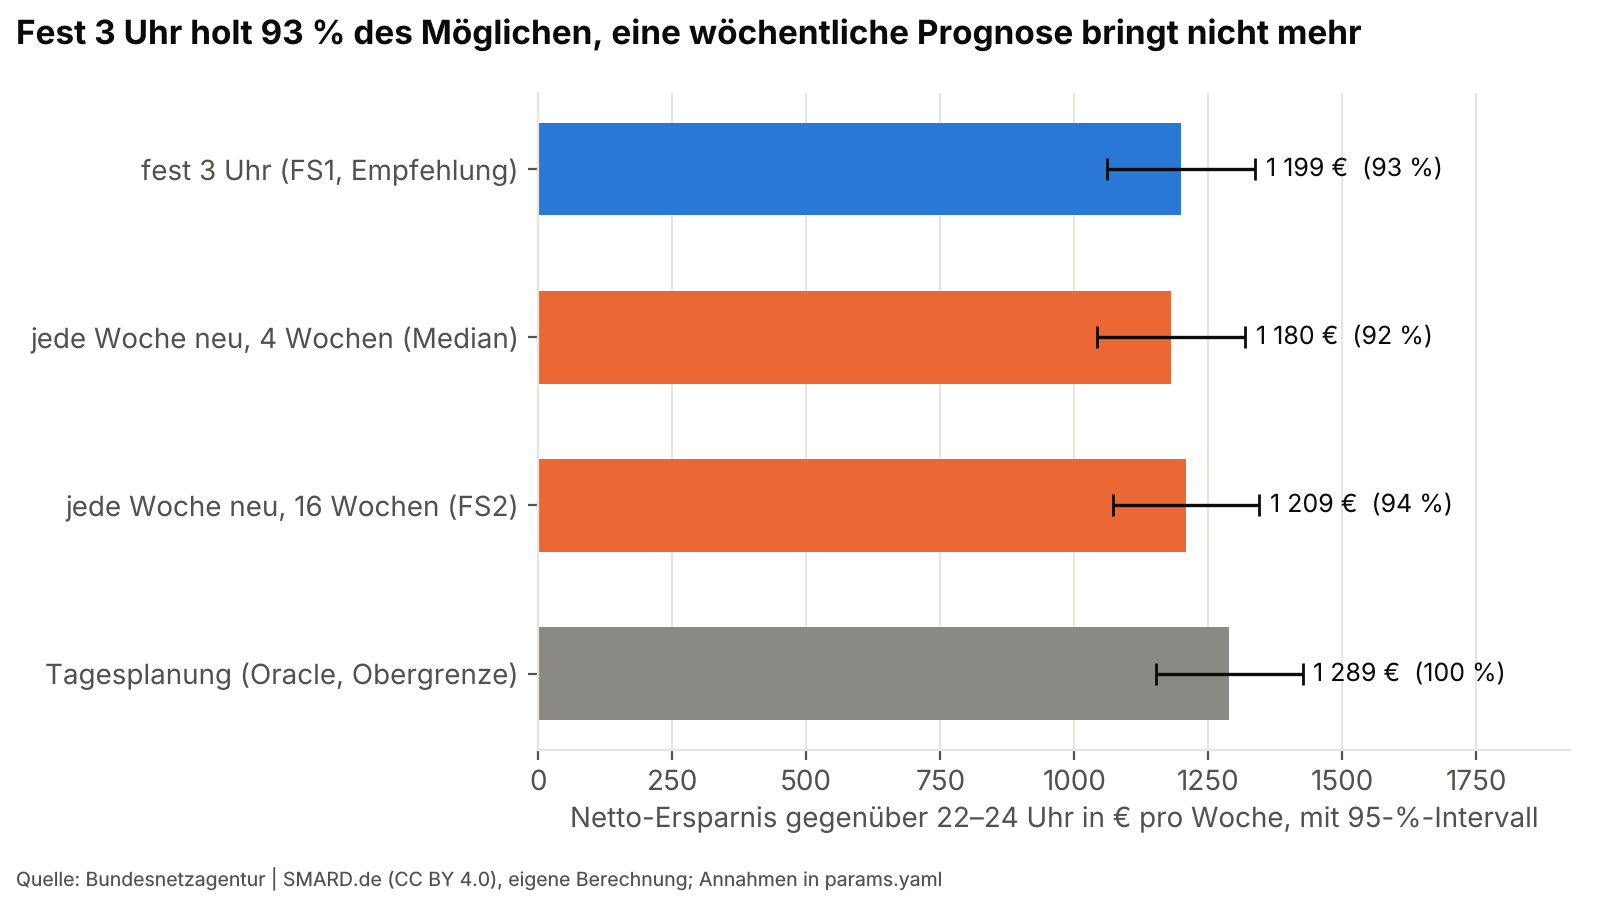 Fest 3 Uhr holt 93 % des Möglichen, eine wöchentliche Prognose bringt nicht mehr
fest 3 Uhr (FS1, Empfehlung)
1 199 € (93 %)
jede Woche neu, 4 Wochen (Median)
1 180 € (92 %)
jede Woche neu, 16 Wochen (FS2)
1 209 € (94 %)
Tagesplanung (Oracle, Obergrenze)
1 289 € (100 %)
0 250 500 750 1000 1250 1500 1750
Netto-Ersparnis gegenüber 22–24 Uhr in € pro Woche, mit 95-%-Intervall
Quelle: Bundesnetzagentur | SMARD.de (CC BY 4.0), eigene Berechnung; Annahmen in params.yaml